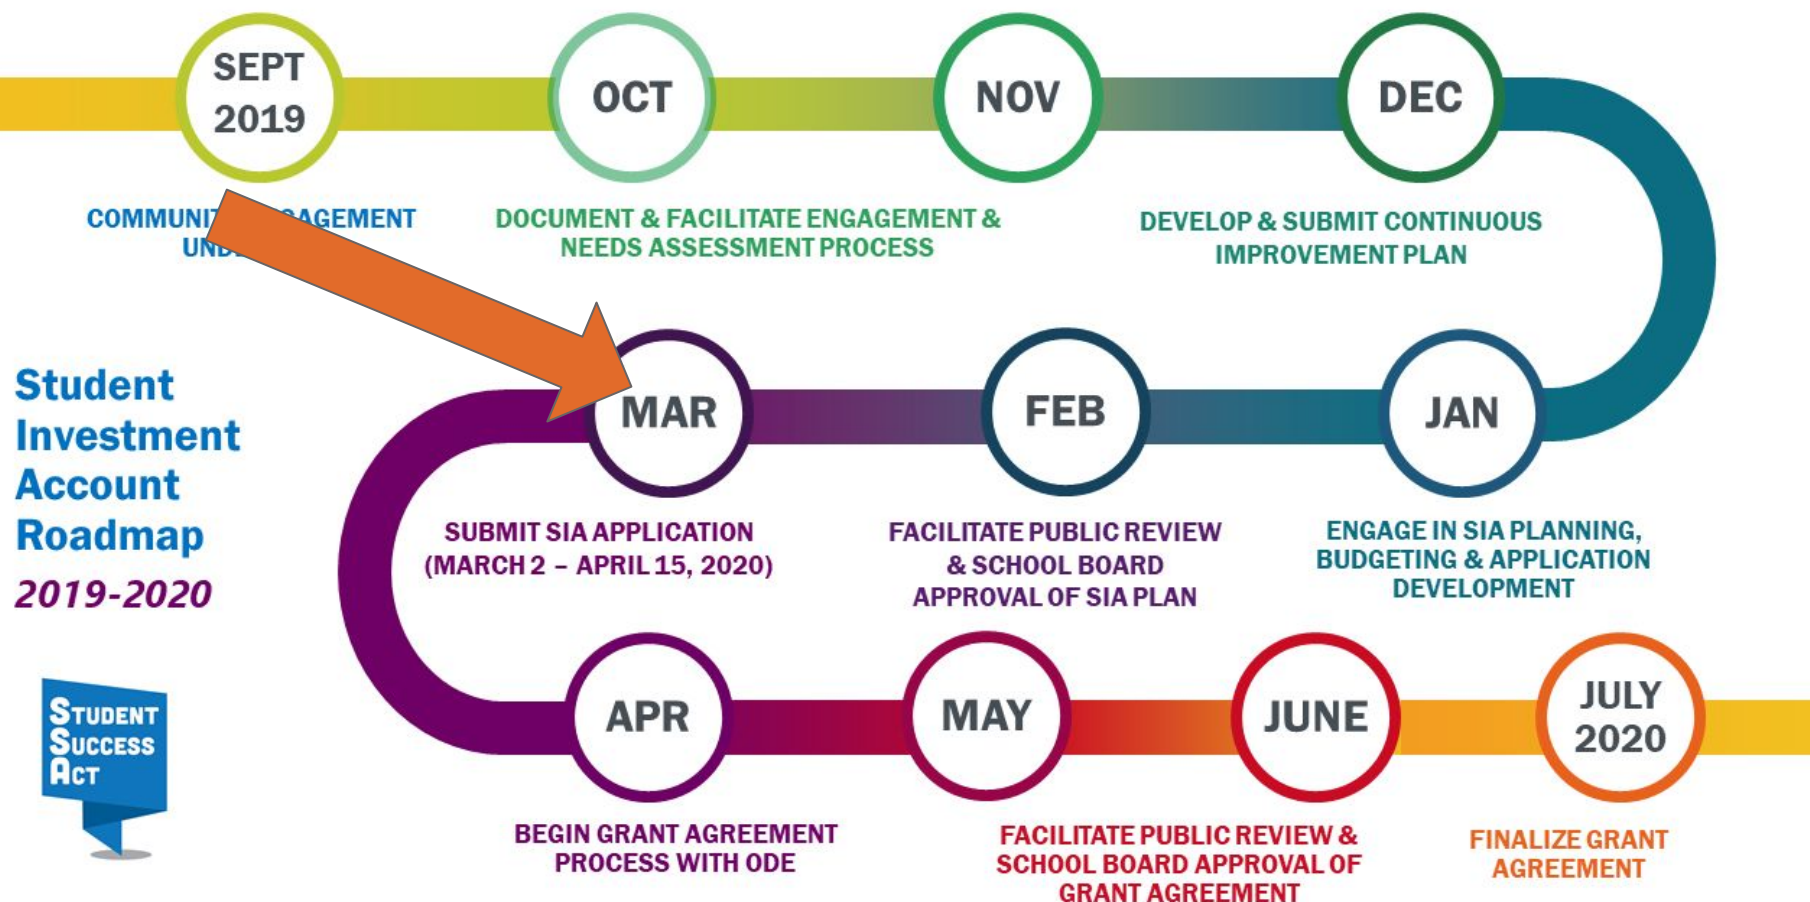 SEPT
2019
OCT
NOV
DEC
COMMUNIT AGEMENT
UND
DOCUMENT & FACILITATE ENGAGEMENT &
NEEDS ASSESSMENT PROCESS
DEVELOP & SUBMIT CONTINUOUS
IMPROVEMENT PLAN
Student
Investment
Account
Roadmap
2019-2020
MAR
FEB
JAN
SUBMIT SIA APPLICATION
(MARCH 2 – APRIL 15, 2020)
FACILITATE PUBLIC REVIEW
& SCHOOL BOARD
APPROVAL OF SIA PLAN
ENGAGE IN SIA PLANNING,
BUDGETING & APPLICATION
DEVELOPMENT
STUDENT
SUCCESS
ACT
APR
MAY
JUNE
JULY
2020
BEGIN GRANT AGREEMENT
PROCESS WITH ODE
FACILITATE PUBLIC REVIEW &
SCHOOL BOARD APPROVAL OF
GRANT AGREEMENT
FINALIZE GRANT
AGREEMENT